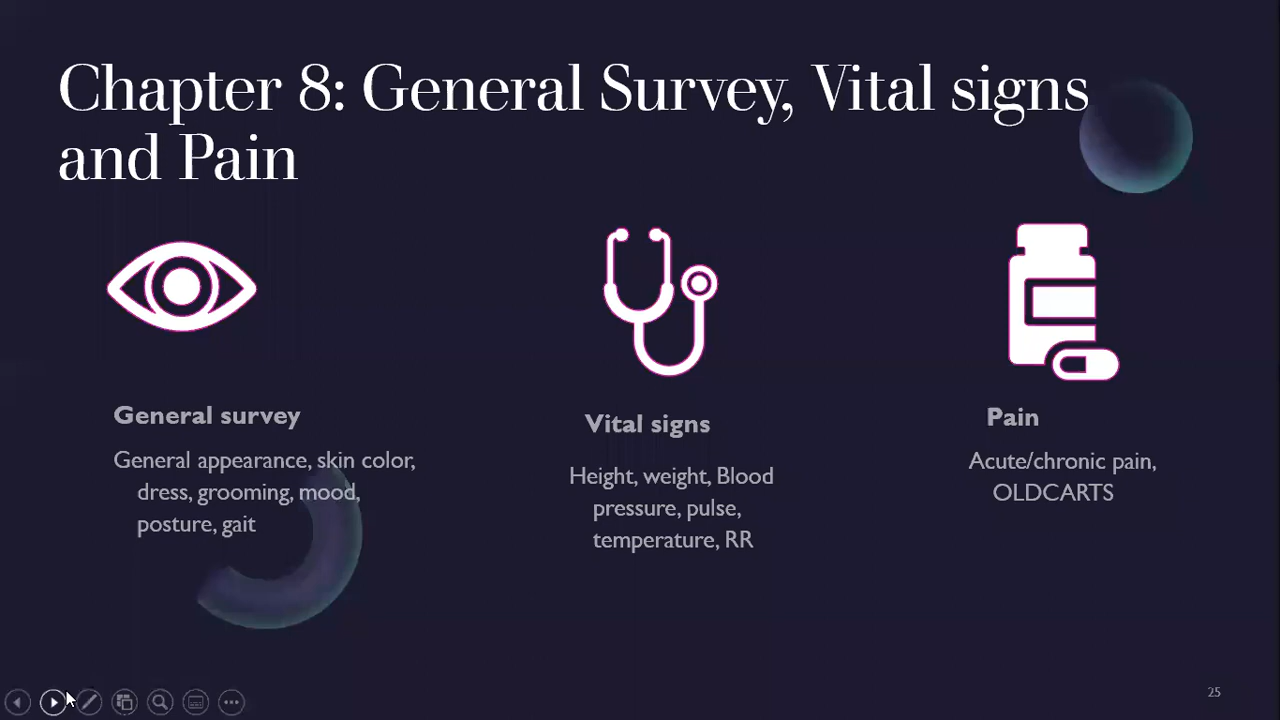 Chapter 8: General Survey, Vital signs
and Pain
General survey
General appearance, skin color,
dress, grooming, mood,
posture, gait
Vital signs
Height, weight, Blood
pressure, pulse,
temperature, RR
Pain
Acute/chronic pain,
OLDCARTS
25